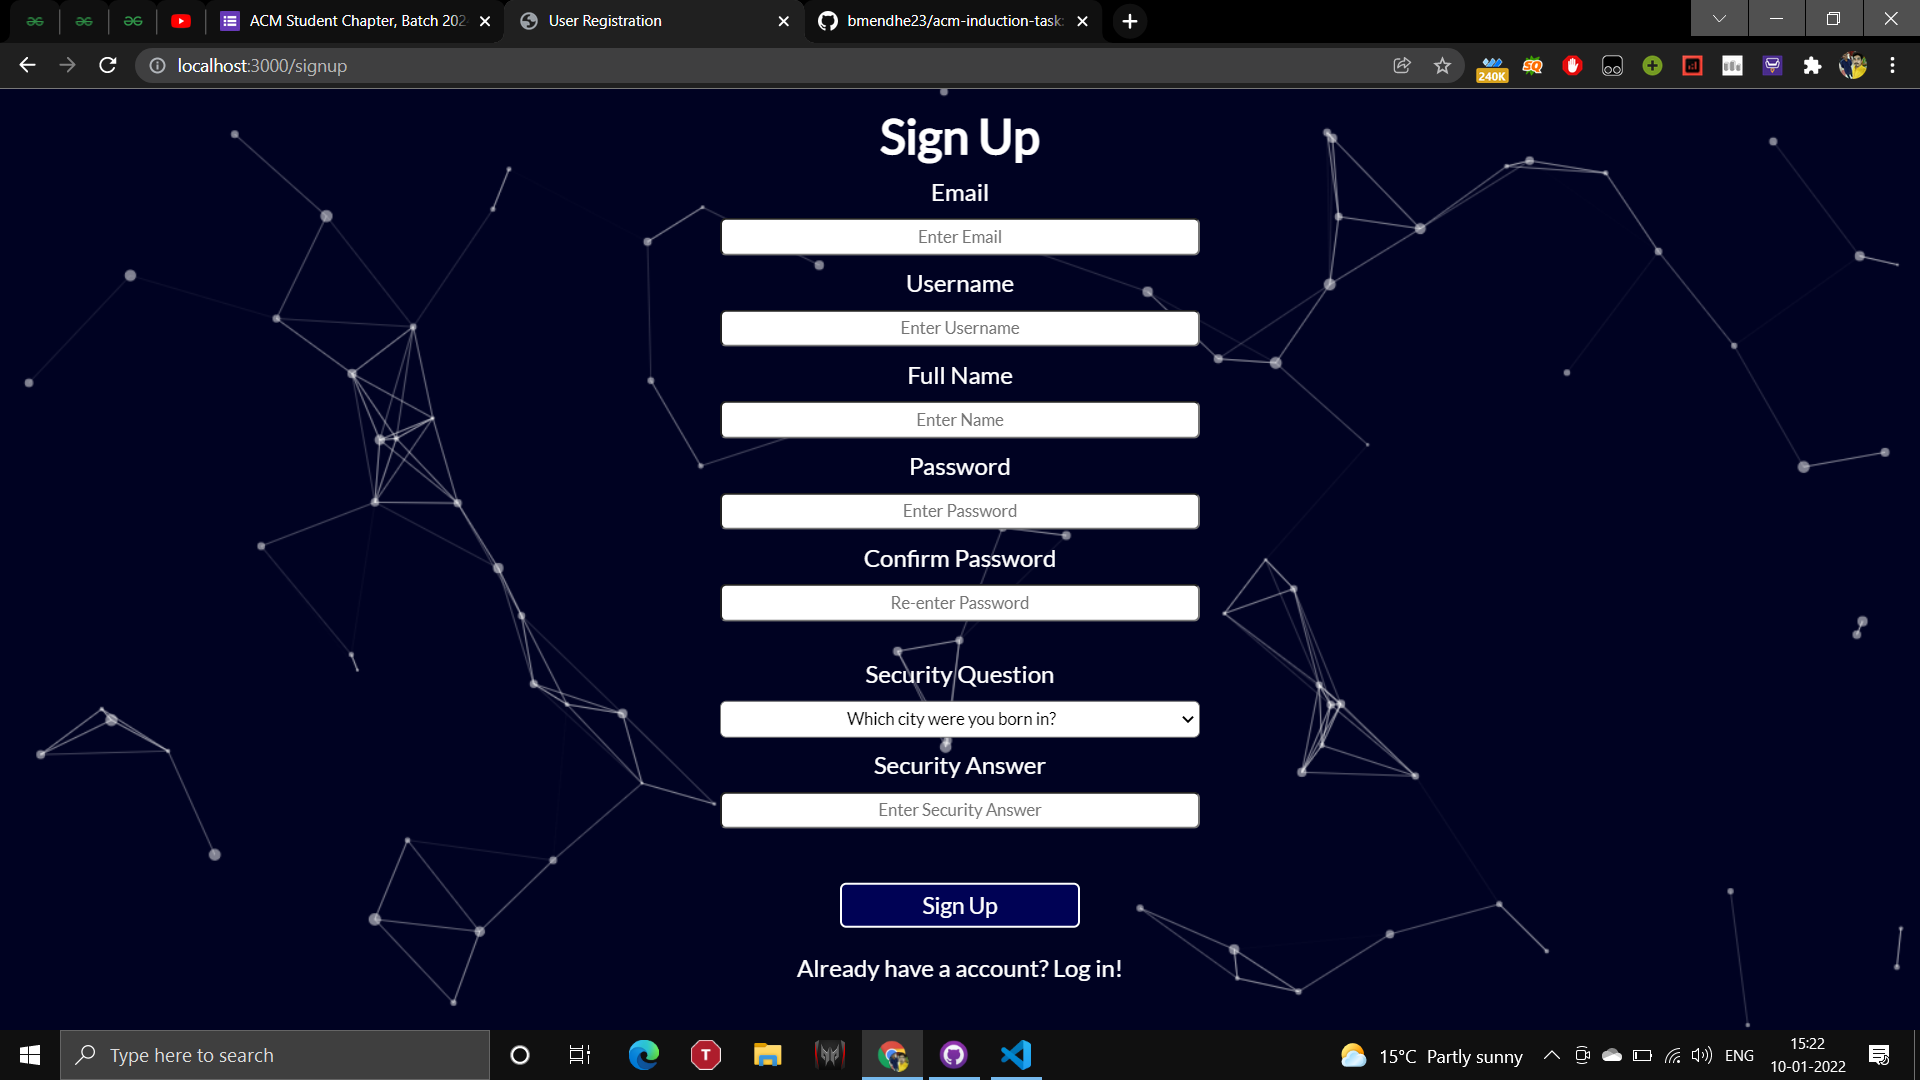 ACM Student Chapter, Batch 202
User Registration
bmendhe23/acm-induction-task
localhost:3000/signup
240K
Sign Up
Email
Enter Email
Username
Enter Username
Full Name
Enter Name
Password
Enter Password
Confirm Password
Re-enter Password
Security Question
Which city were you born in?
Security Answer
Enter Security Answer
Sign Up
Already have a account? Log in!
Type here to search
T
15°C Partly sunny
ENG
15:22
10-01-2022